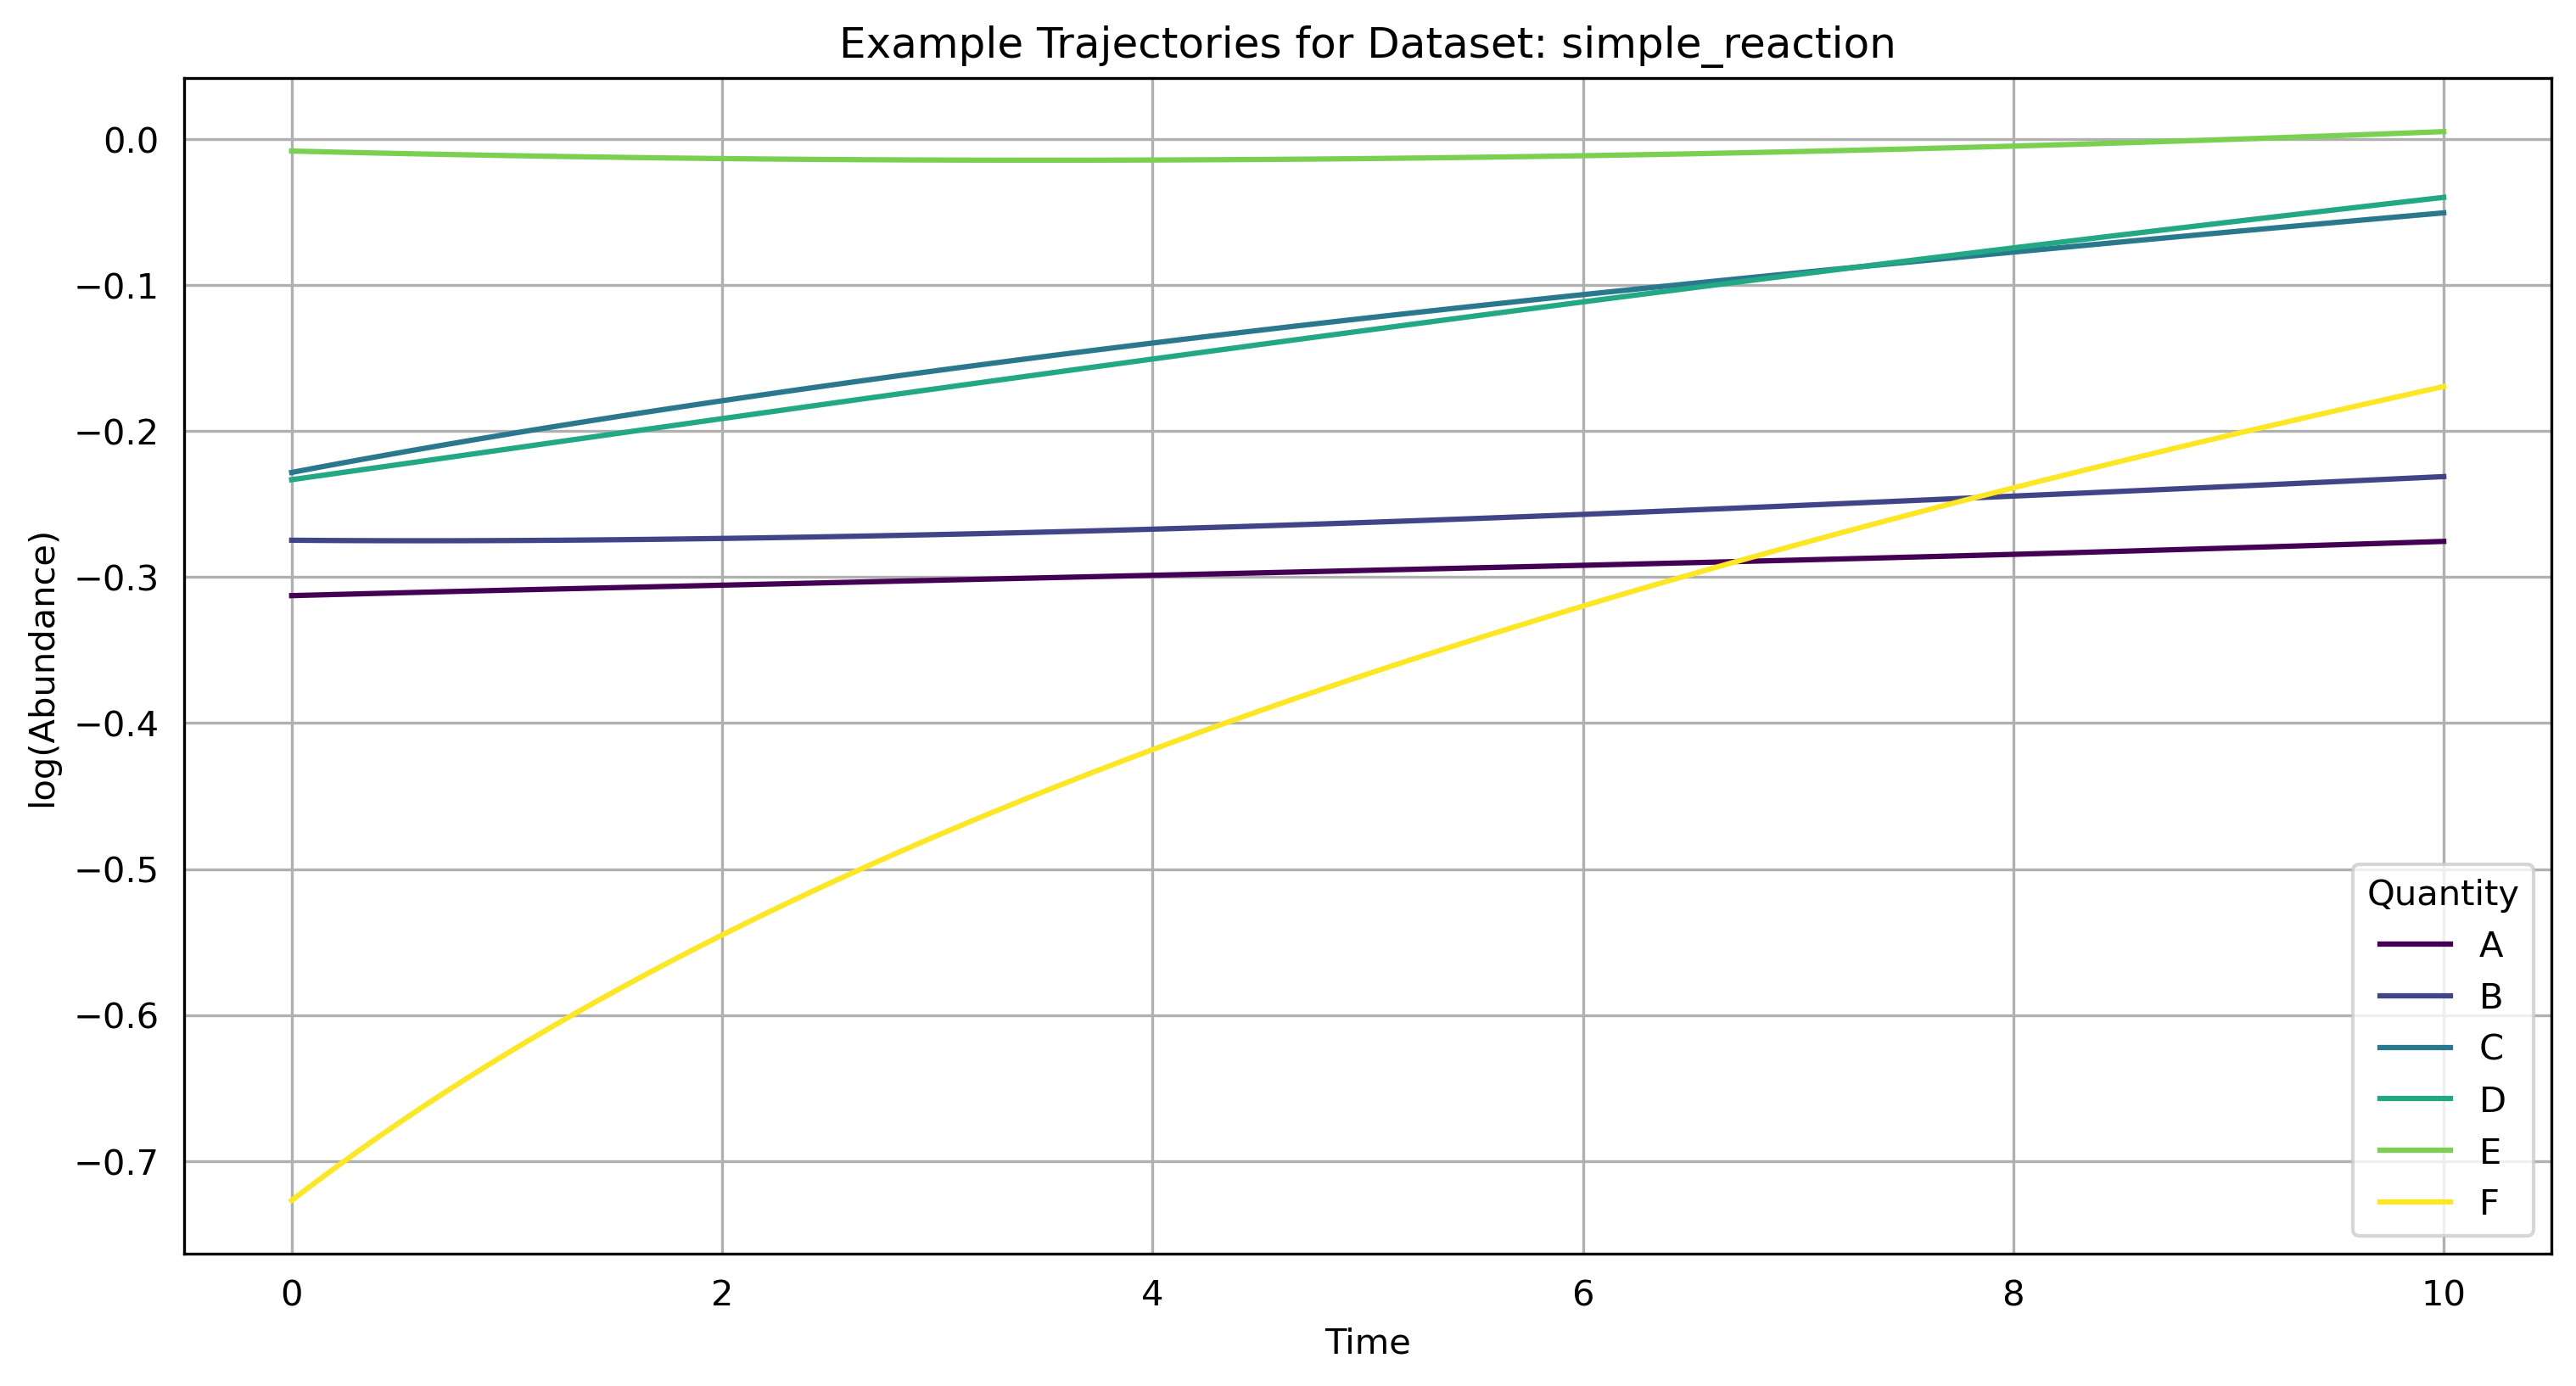 Example Trajectories for Dataset: simple_reaction
log(Abundance)
0.0
−0.1
−0.2
−0.3
−0.4
−0.5
−0.6
−0.7
Quantity
A
B
C
D
E
F
0 2 4 6 8 10
Time